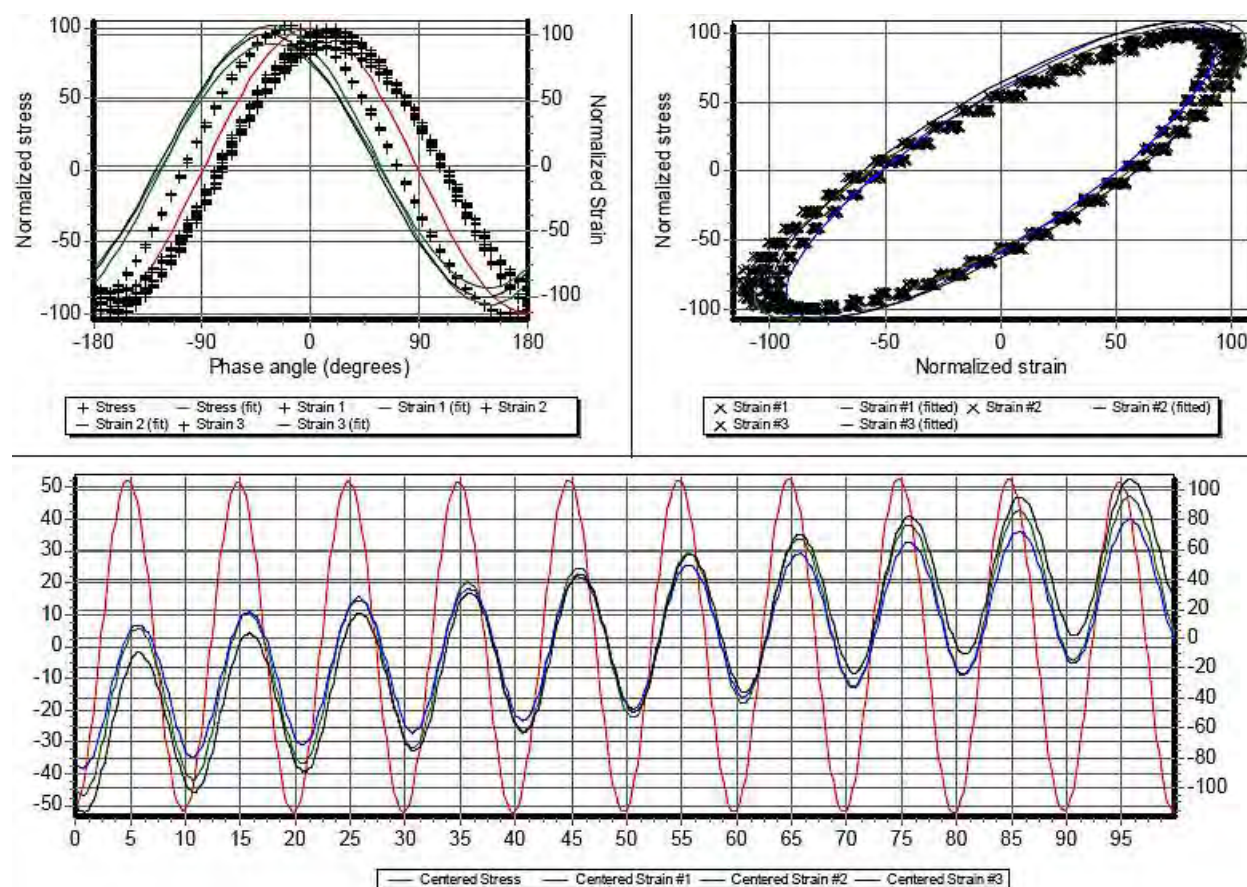 100
50
0
-50
-100
Normalized stress
100
50
0
-50
-100
Normalized Strain
-180 -90 0 90 180
Phase angle (degrees)
+ Stress — Stress (fit) + Strain 1 — Strain 1 (fit) + Strain 2
— Strain 2 (fit) + Strain 3 — Strain 3 (fit)
100
50
0
-50
-100
Normalized stress
-100 -50 0 50 100
Normalized strain
× Strain #1 — Strain #1 (fitted) × Strain #2 — Strain #2 (fitted)
× Strain #3 — Strain #3 (fitted)
50
40
30
20
10
0
-10
-20
-30
-40
-50
100
80
60
40
20
0
-20
-40
-60
-80
-100
0 5 10 15 20 25 30 35 40 45 50 55 60 65 70 75 80 85 90 95
— Centered Stress — Centered Strain #1 — Centered Strain #2 — Centered Strain #3